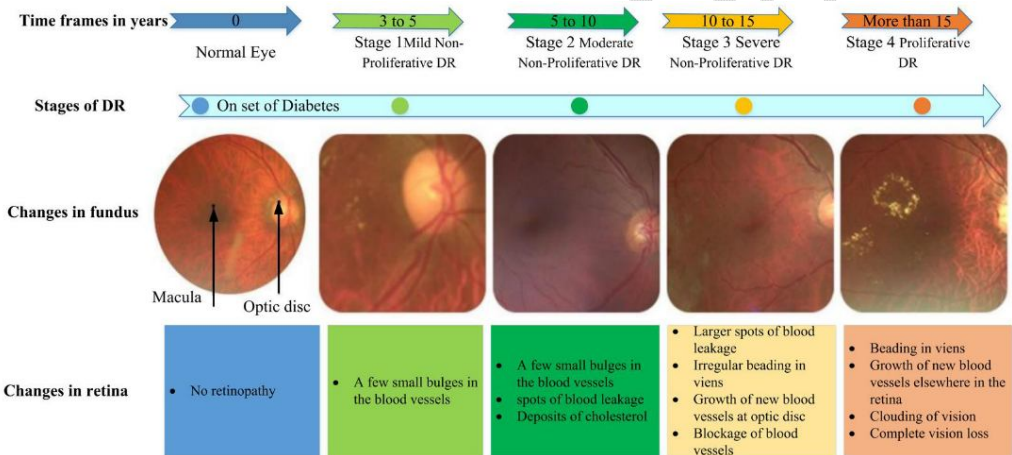 Time frames in years
0
3 to 5
5 to 10
10 to 15
More than 15
Normal Eye
Stage 1 Mild Non-
Proliferative DR
Stage 2 Moderate
Non-Proliferative DR
Stage 3 Severe
Non-Proliferative DR
Stage 4 Proliferative
DR
Stages of DR
On set of Diabetes
Changes in fundus
Macula
Optic disc
Changes in retina
• No retinopathy
• A few small bulges in
the blood vessels
• A few small bulges in
the blood vessels
• spots of blood leakage
• Deposits of cholesterol
• Larger spots of blood
leakage
• Irregular beading in
viens
• Growth of new blood
vessels at optic disc
• Blockage of blood
vessels
• Beading in viens
• Growth of new blood
vessels elsewhere in the
retina
• Clouding of vision
• Complete vision loss